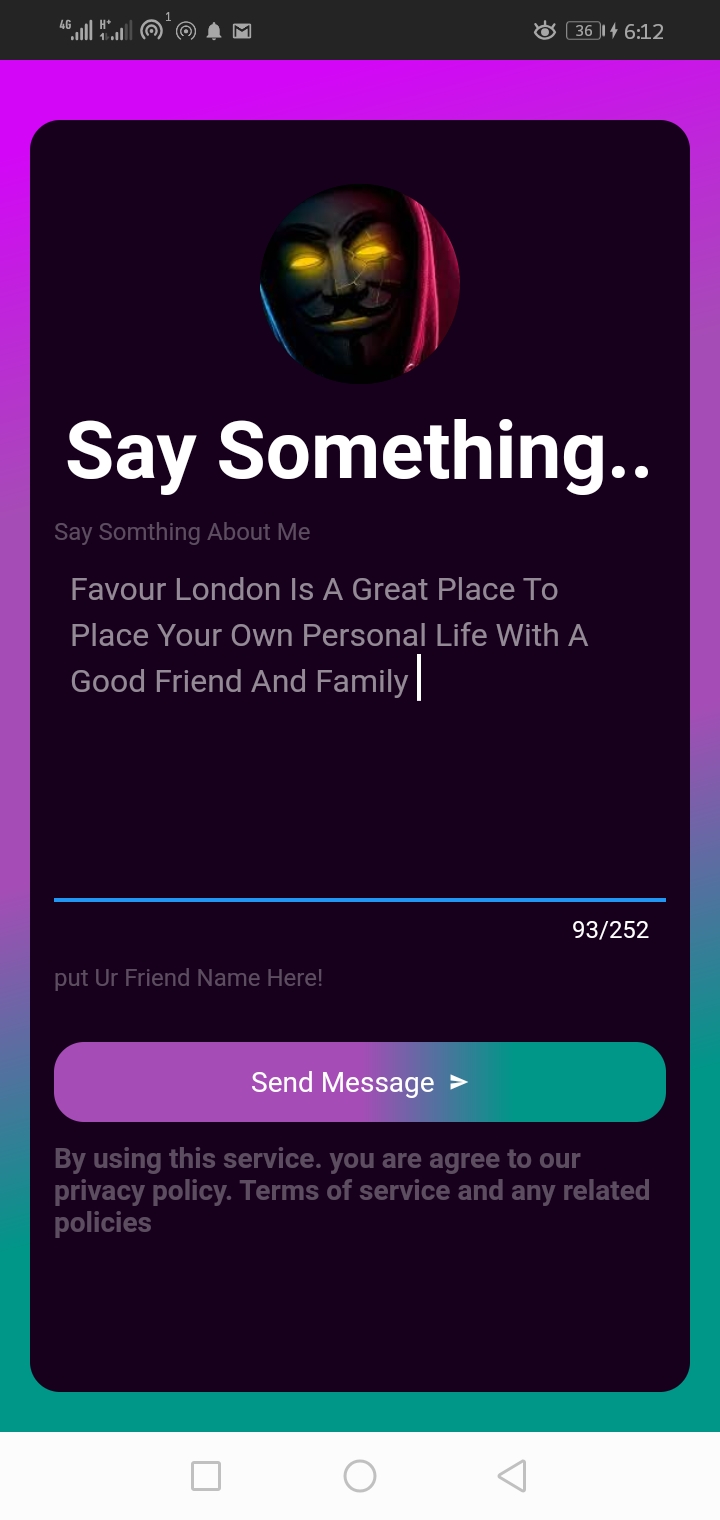 4G H+ 1 36 6:12
Say Something..
Say Somthing About Me
Favour London Is A Great Place To
Place Your Own Personal Life With A
Good Friend And Family
93/252
put Ur Friend Name Here!
Send Message
By using this service. you are agree to our
privacy policy. Terms of service and any related
policies